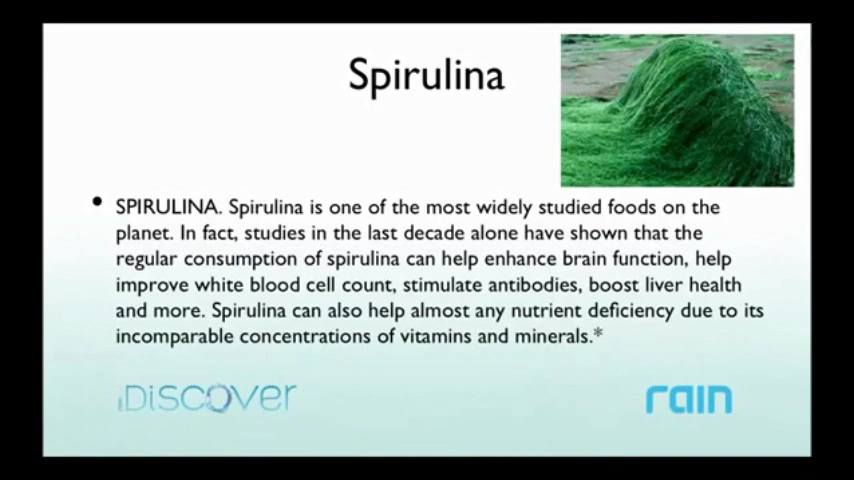 Spirulina
• SPIRULINA. Spirulina is one of the most widely studied foods on the
planet. In fact, studies in the last decade alone have shown that the
regular consumption of spirulina can help enhance brain function, help
improve white blood cell count, stimulate antibodies, boost liver health
and more. Spirulina can also help almost any nutrient deficiency due to its
incomparable concentrations of vitamins and minerals.*
iDiscover
rain